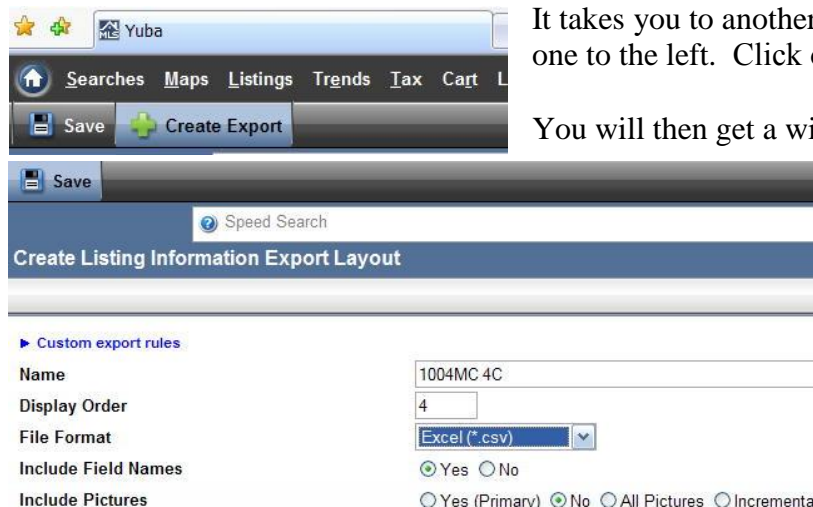 Yuba
It takes you to another
one to the left. Click
Searches Maps Listings Trends Tax Cart L
Save Create Export
You will then get a
Save
Speed Search
Create Listing Information Export Layout
Custom export rules
Name 1004MC 4C
Display Order 4
File Format Excel (*.csv)
Include Field Names Yes No
Include Pictures Yes (Primary) No All Pictures Incrementa